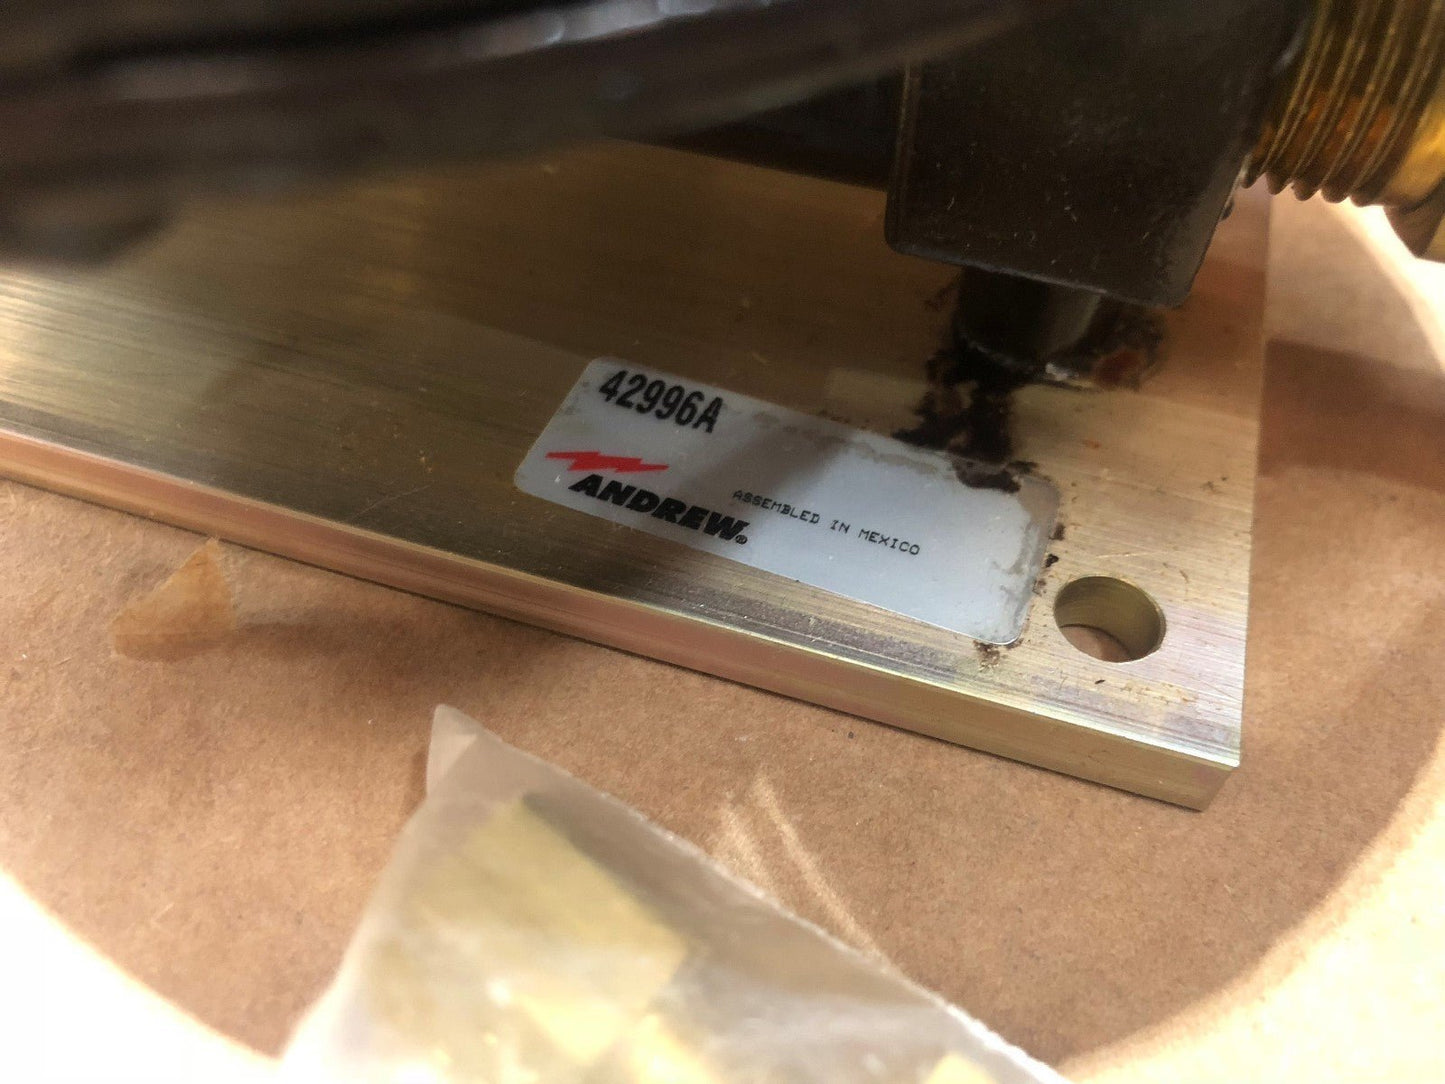 42996A
ANDREW®
ASSEMBLED IN MEXICO